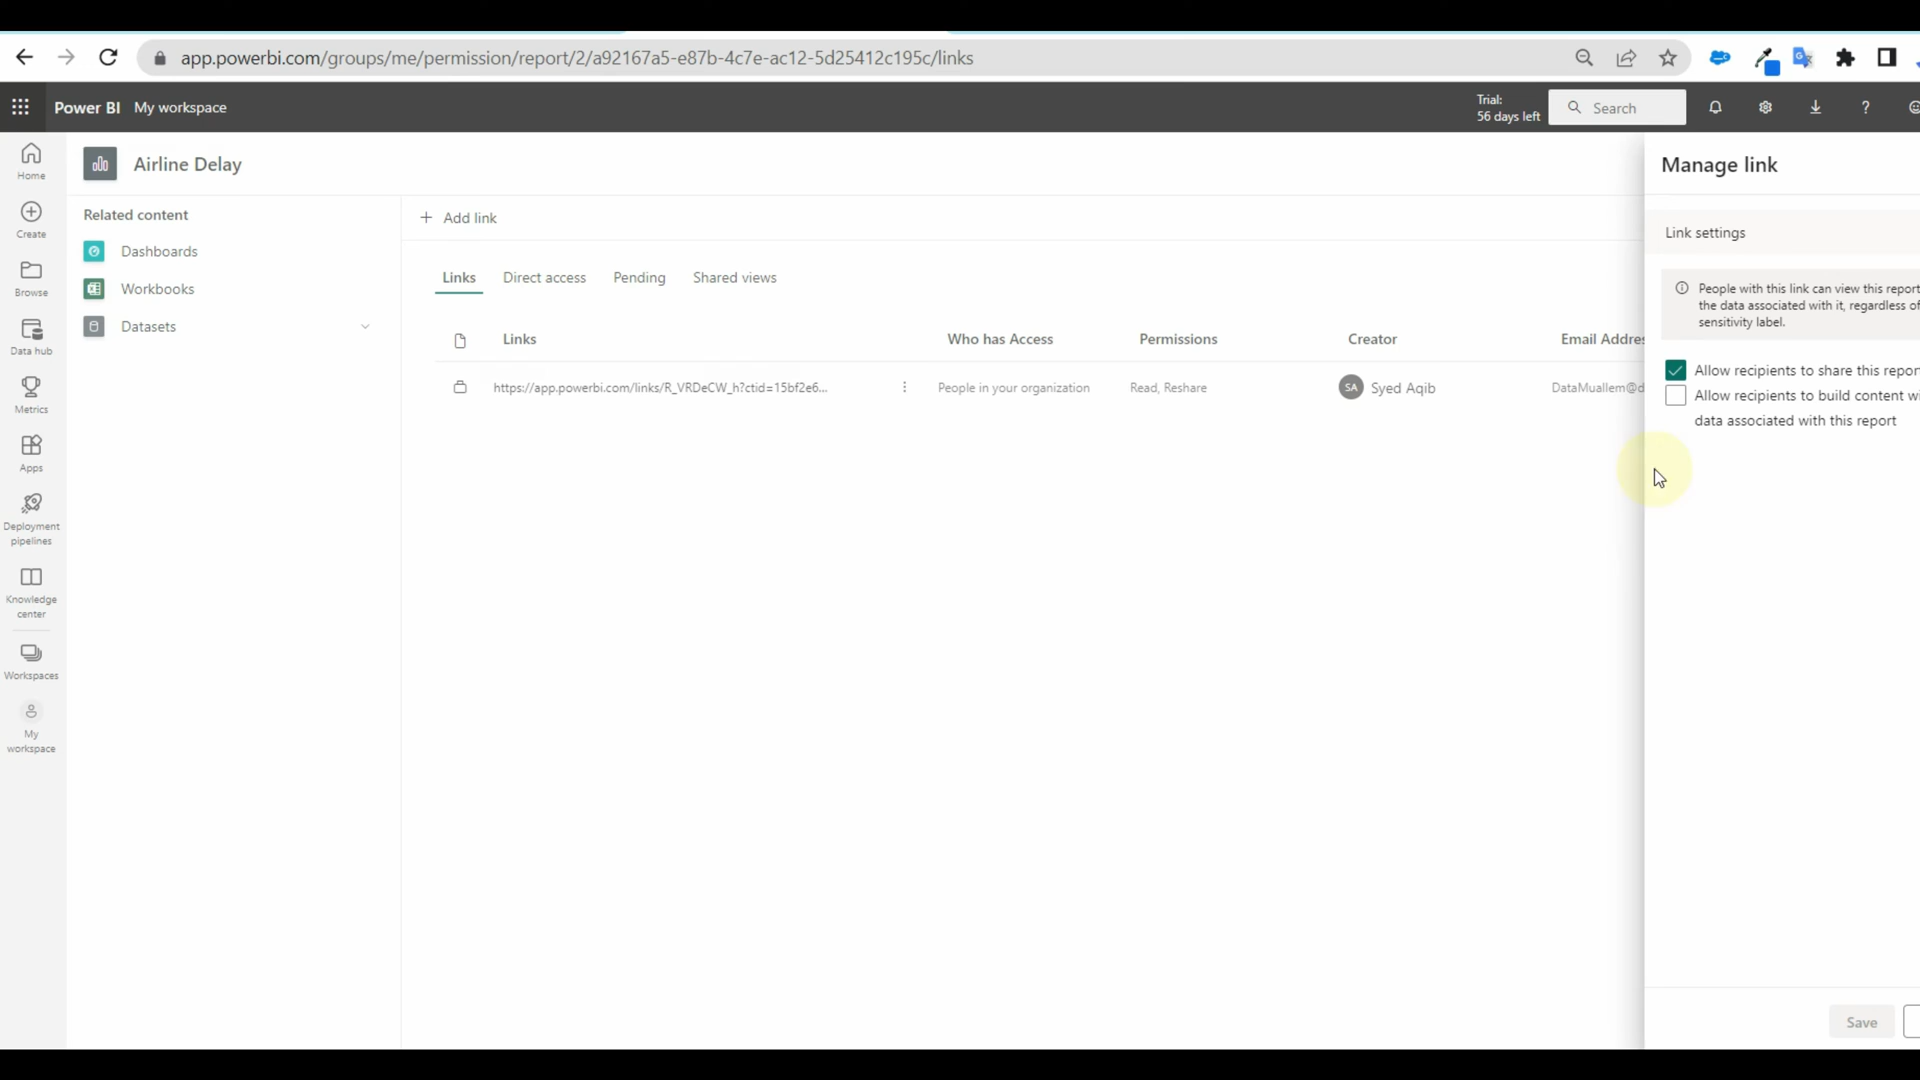 app.powerbi.com/groups/me/permission/report/2/a92167a5-e87b-4c7e-ac12-5d25412c195c/links
Power BI My workspace
Trial:
56 days left
Search
Home
Create
Browse
Data hub
Metrics
Apps
Deployment
pipelines
Knowledge
center
Workspaces
My
workspace
Airline Delay
Related content
Dashboards
Workbooks
Datasets
+ Add link
Links Direct access Pending Shared views
Links Who has Access Permissions Creator Email Addres
https://app.powerbi.com/links/R_VRDeCW_h?ctid=15bf2e6... People in your organization Read, Reshare SA Syed Aqib DataMuallem@d
Manage link
Link settings
People with this link can view this report
the data associated with it, regardless of
sensitivity label.
Allow recipients to share this repor
Allow recipients to build content wi
data associated with this report
Save